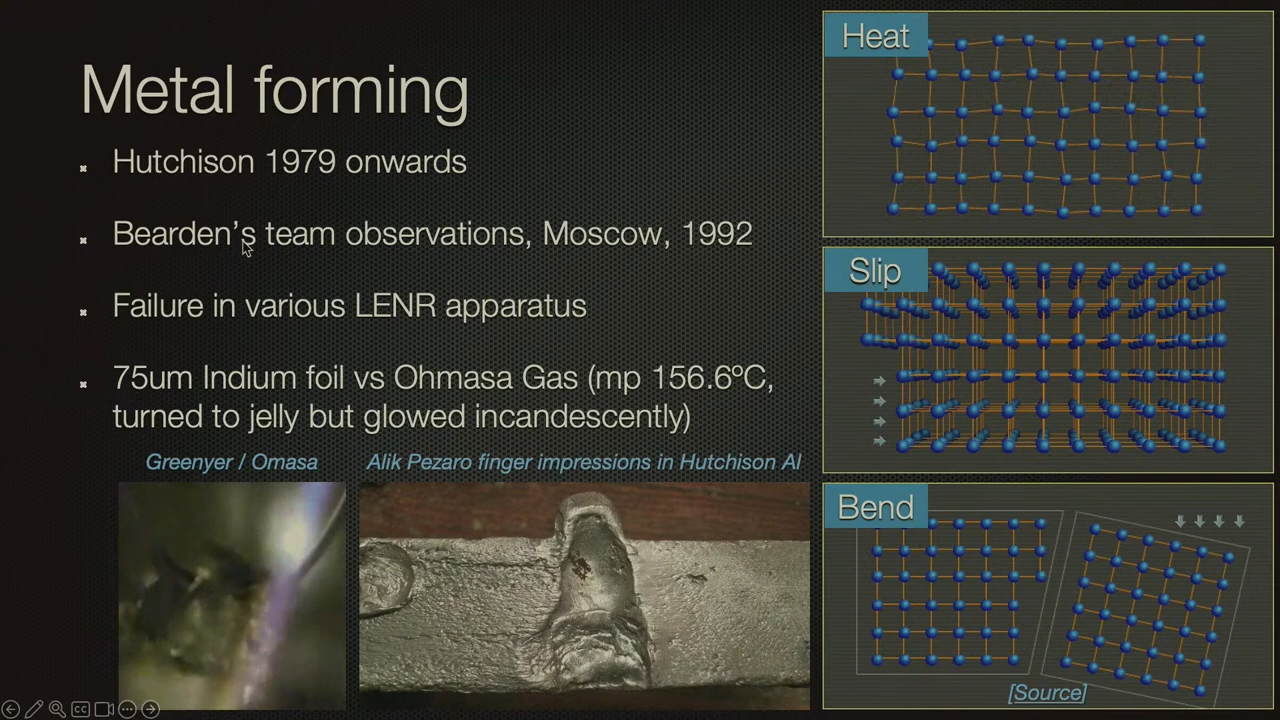 Metal forming
Hutchison 1979 onwards
Bearden's team observations, Moscow, 1992
Failure in various LENR apparatus
75um Indium foil vs Ohmasa Gas (mp 156.6ºC,
turned to jelly but glowed incandescently)
Greenyer / Omasa
Alik Pezaro finger impressions in Hutchison Al
Heat
Slip
Bend
[Source]
CC